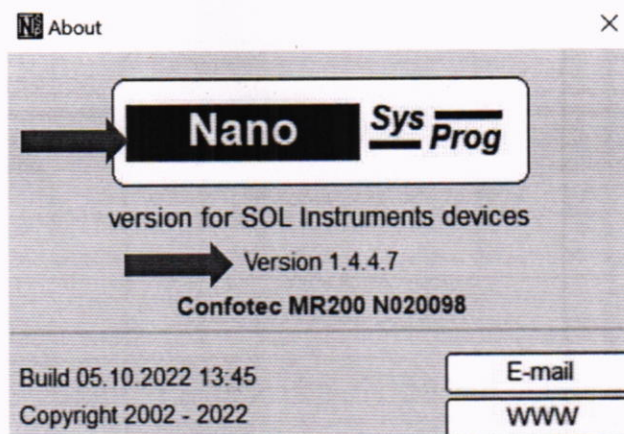 About
Nano Sys Prog
version for SOL Instruments devices
Version 1.4.4.7
Confotec MR200 N020098
Build 05.10.2022 13:45
E-mail
Copyright 2002 - 2022
WWW